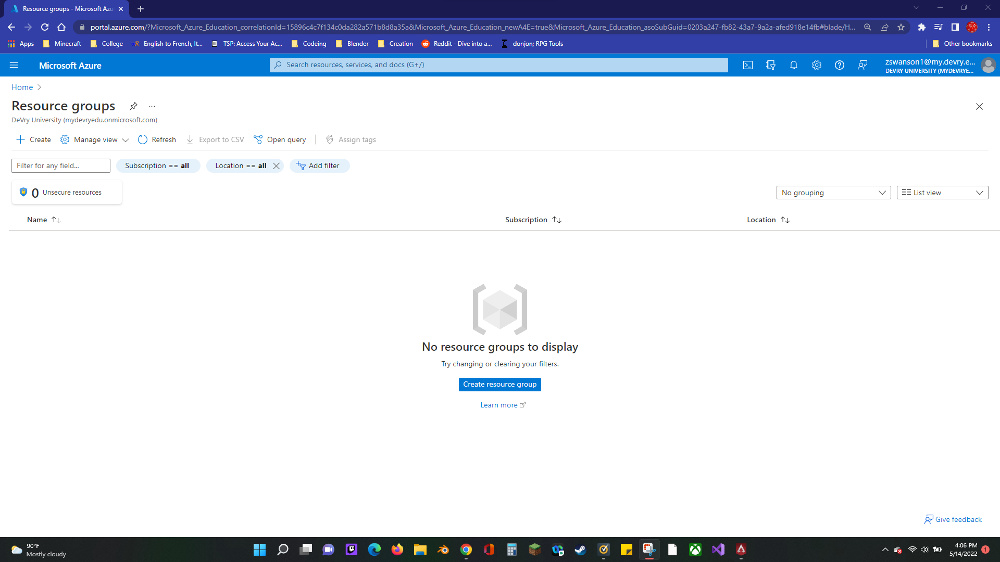 Resource groups - Microsoft Azu
portal.azure.com/?Microsoft_Azure_Education_correlationId=15896c4c7f134c0da282a571b8d8a35a&Microsoft_Azure_Education_newA4E=true&Microsoft_Azure_Education_asoSubGuid=0203a247-fb82-43a7-9a2a-afed918e14fb#blade/H...
Apps Minecraft College English to French, It... TSP: Access Your Ac... Codeing Blender Creation Reddit - Dive into a... donjon; RPG Tools Other bookmarks
Microsoft Azure
Search resources, services, and docs (G+/)
zswanson1@my.devry.e...
DEVRY UNIVERSITY (MYDEVRYE...
Home
Resource groups
...
DeVry University (mydevryedu.onmicrosoft.com)
Create Manage view Refresh Export to CSV Open query Assign tags
Filter for any field... Subscription == all Location == all Add filter
0 Unsecure resources
No grouping List view
Name Subscription Location
No resource groups to display
Try changing or clearing your filters.
Create resource group
Learn more
Give feedback
90°F
Mostly cloudy
4:06 PM
5/14/2022
1